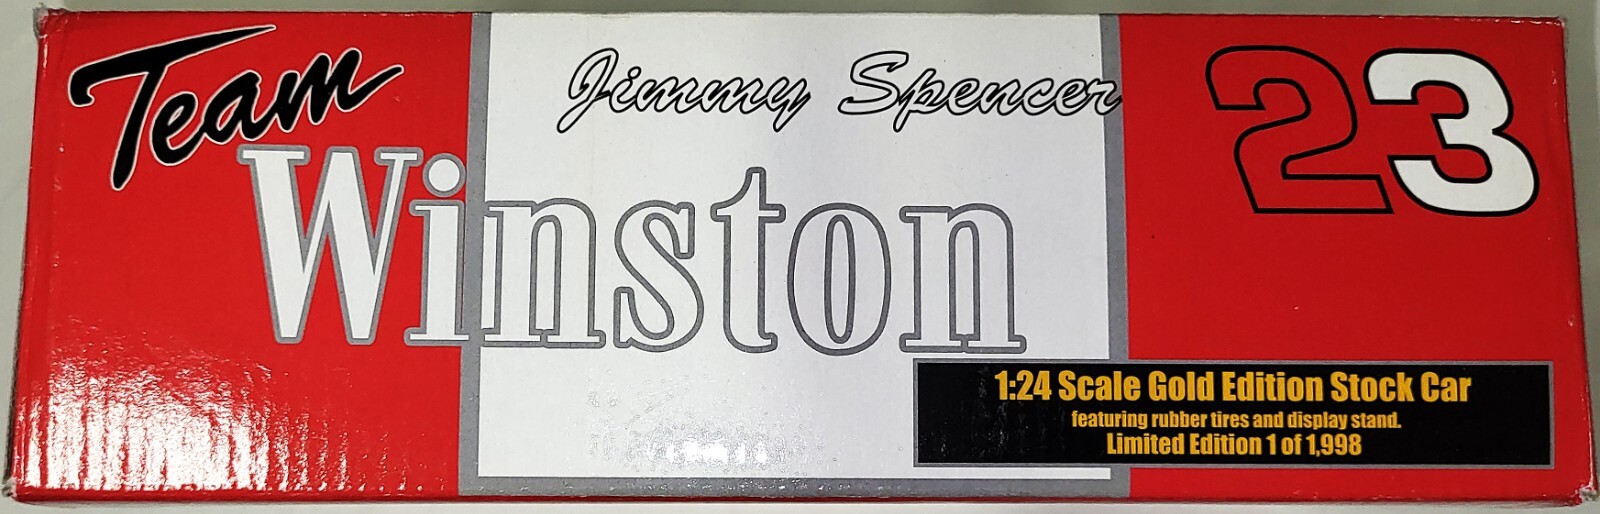 Team
Winston
Jimmy Spencer
23
1:24 Scale Gold Edition Stock Car
featuring rubber tires and display stand.
Limited Edition 1 of 1,998